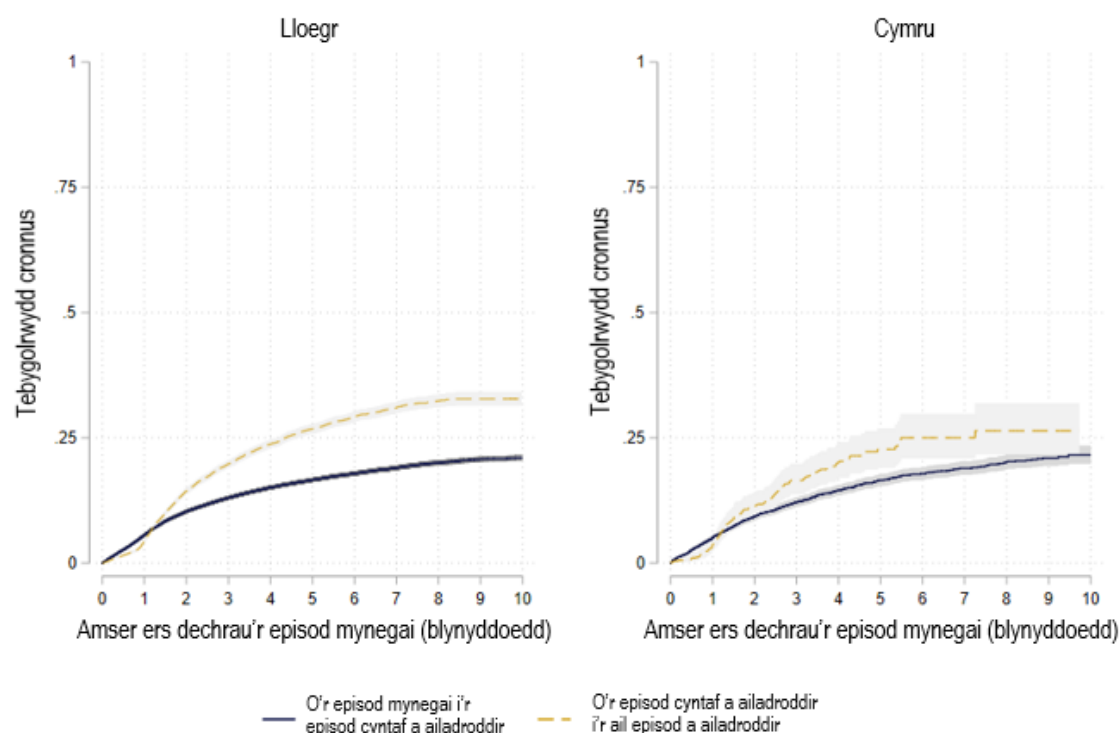 Lloegr
1
.75
.5
.25
0
Tebygolrwydd cronnus
0 1 2 3 4 5 6 7 8 9 10
Amser ers dechrau'r episod mynegai (blynyddoedd)
Cymru
1
.75
.5
.25
0
Tebygolrwydd cronnus
0 1 2 3 4 5 6 7 8 9 10
Amser ers dechrau'r episod mynegai (blynyddoedd)
O'r episod mynegai i'r
episod cyntaf a ailadroddir
O'r episod cyntaf a ailadroddir
i'r ail episod a ailadroddir